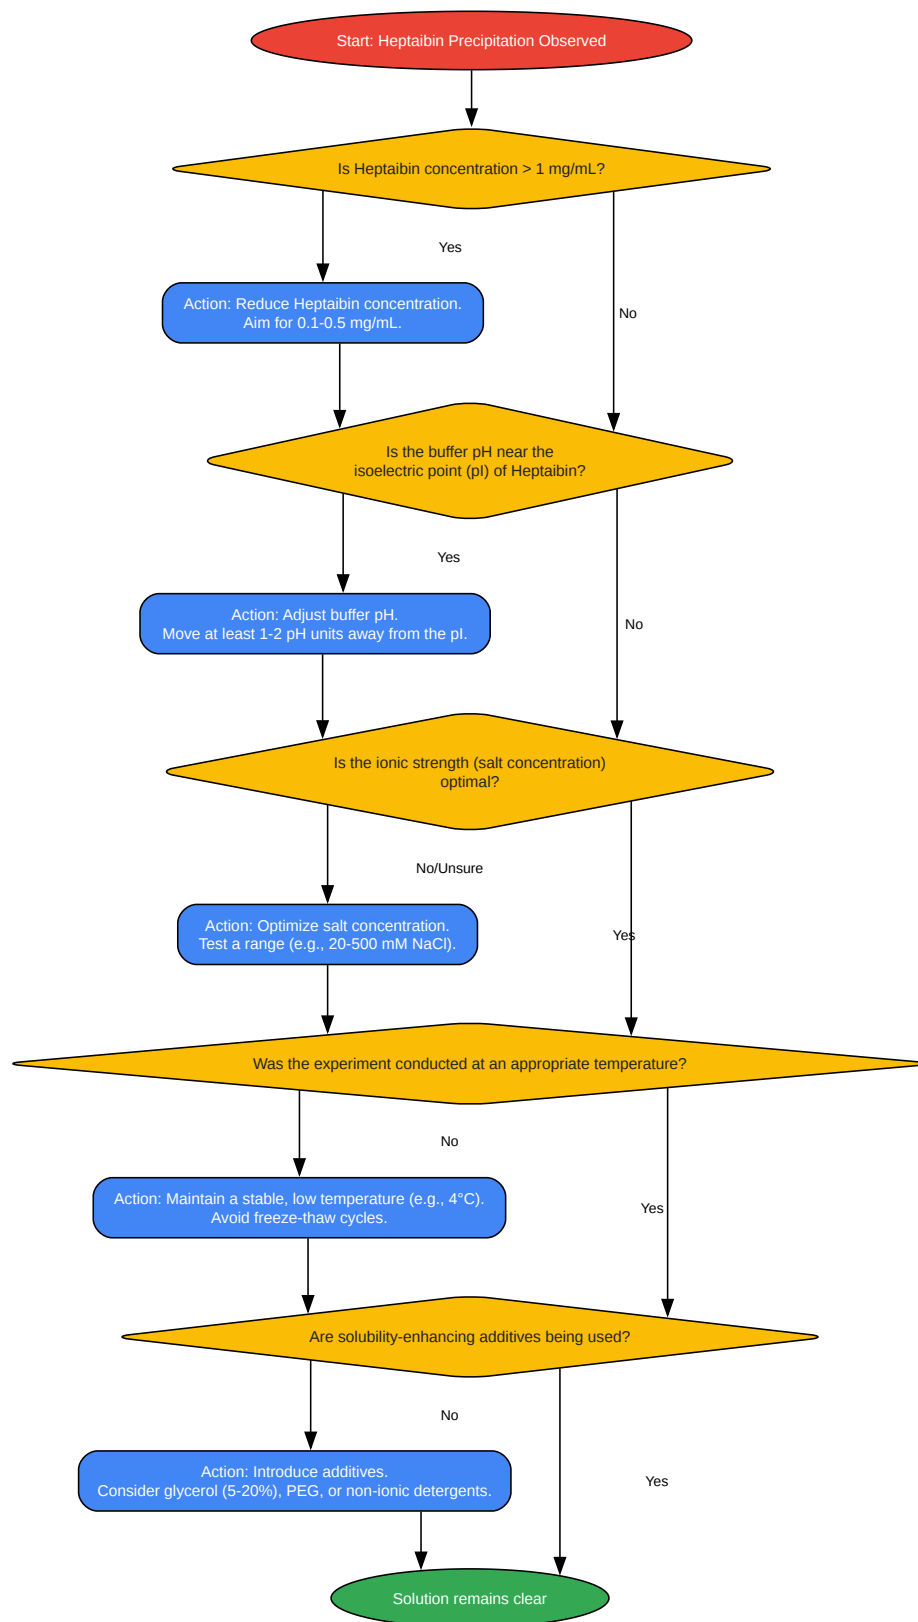 Start: Heptaibin Precipitation Observed
Is Heptaibin concentration > 1 mg/mL?
Yes
Action: Reduce Heptaibin concentration.
Aim for 0.1-0.5 mg/mL.
No
Is the buffer pH near the
isoelectric point (pI) of Heptaibin?
Yes
Action: Adjust buffer pH.
Move at least 1-2 pH units away from the pI.
No
Is the ionic strength (salt concentration)
optimal?
No/Unsure
Action: Optimize salt concentration.
Test a range (e.g., 20-500 mM NaCl).
Yes
Was the experiment conducted at an appropriate temperature?
No
Action: Maintain a stable, low temperature (e.g., 4°C).
Avoid freeze-thaw cycles.
Yes
Are solubility-enhancing additives being used?
No
Action: Introduce additives.
Consider glycerol (5-20%), PEG, or non-ionic detergents.
Yes
Solution remains clear